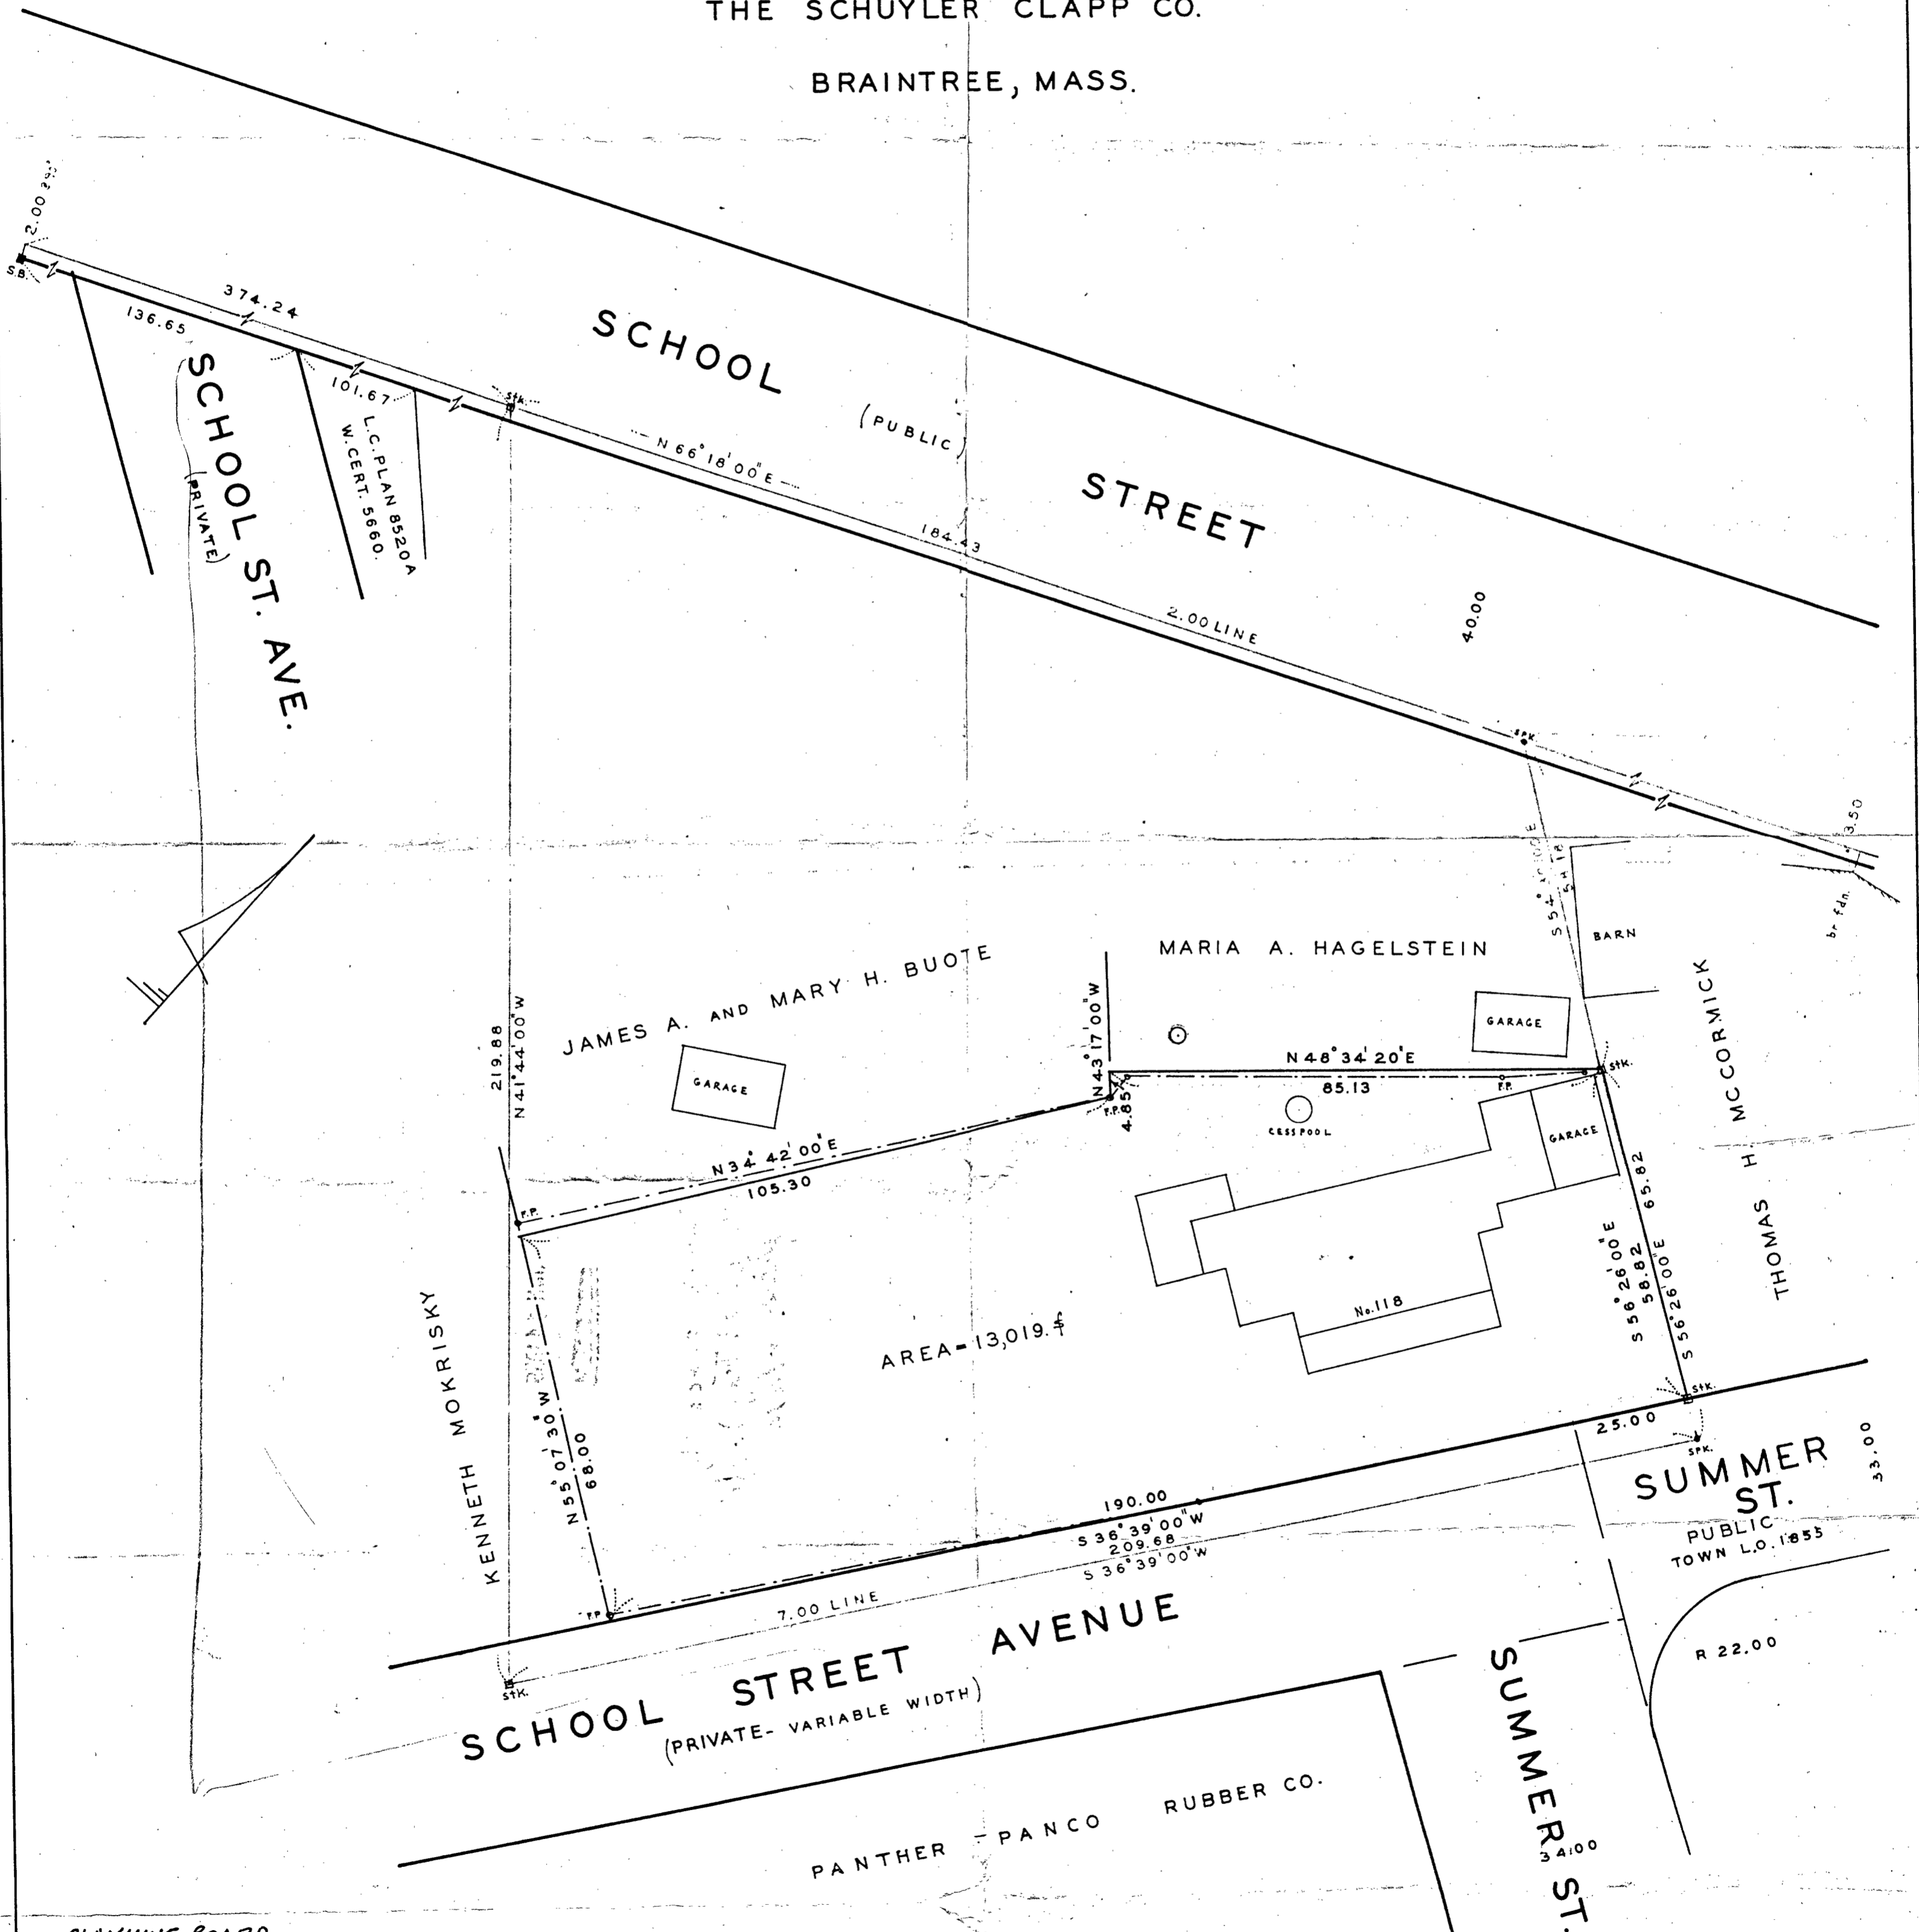 THE SCHUYLER CLAPP CO.
BRAINTREE, MASS.
2.00
S.B.
374.24
136.65
SCHOOL ST. AVE.
(PRIVATE)
101.67
L.C. PLAN 8520A
W.CERT. 5660.
Stk.
SCHOOL STREET
(PUBLIC)
N 66° 18' 00" E
184.43
2.00 LINE
40.00
SPK.
3.50
br. fdn.
S 54°
BARN
MARIA A. HAGELSTEIN
JAMES A. AND MARY H. BUOTE
GARAGE
GARAGE
219.88
N 41° 44' 00" W
N 43° 17' 00" W
4.85
F.P.
N 48° 34' 20" E
85.13
F.P.
Stk.
CESSPOOL
GARAGE
THOMAS H. MCCORMICK
N 34° 42' 00" E
105.30
F.P.
65.82
S 56° 26' 00" E
58.82
S 56° 26' 00" E
No. 118
AREA = 13,019. ⌗
KENNETH MOKRISKY
N 55° 07' 30" W
68.00
F.P.
Stk.
25.00
SPK.
190.00
S 36° 39' 00" W
209.68
S 36° 39' 00" W
7.00 LINE
Stk.
SUMMER ST.
PUBLIC
TOWN L.O. 1855
33.00
SCHOOL STREET AVENUE
(PRIVATE- VARIABLE WIDTH)
R 22.00
SUMMER ST.
34.00
PANTHER - PANCO RUBBER CO.